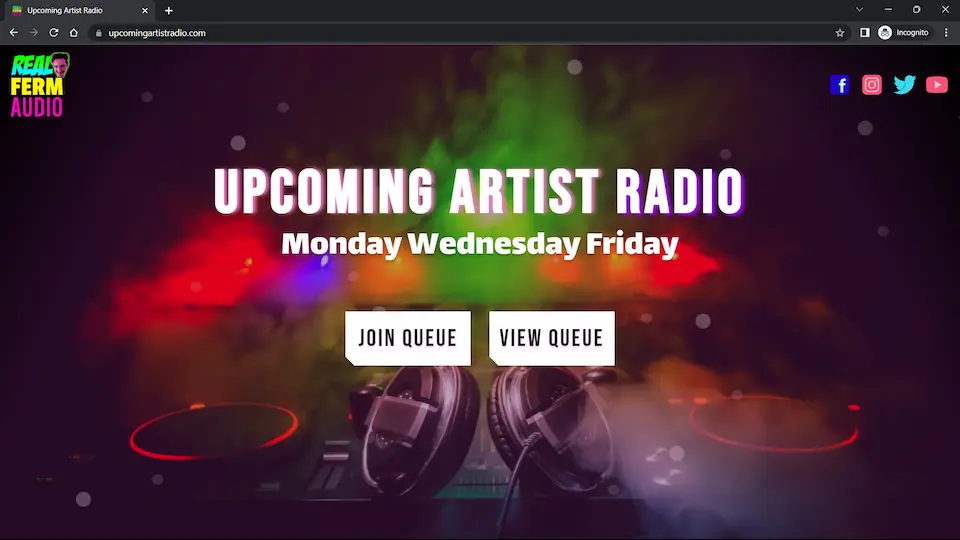 Upcoming Artist Radio
upcomingartistradio.com
Incognito
REAL
FERM
AUDIO
UPCOMING ARTIST RADIO
Monday Wednesday Friday
JOIN QUEUE
VIEW QUEUE